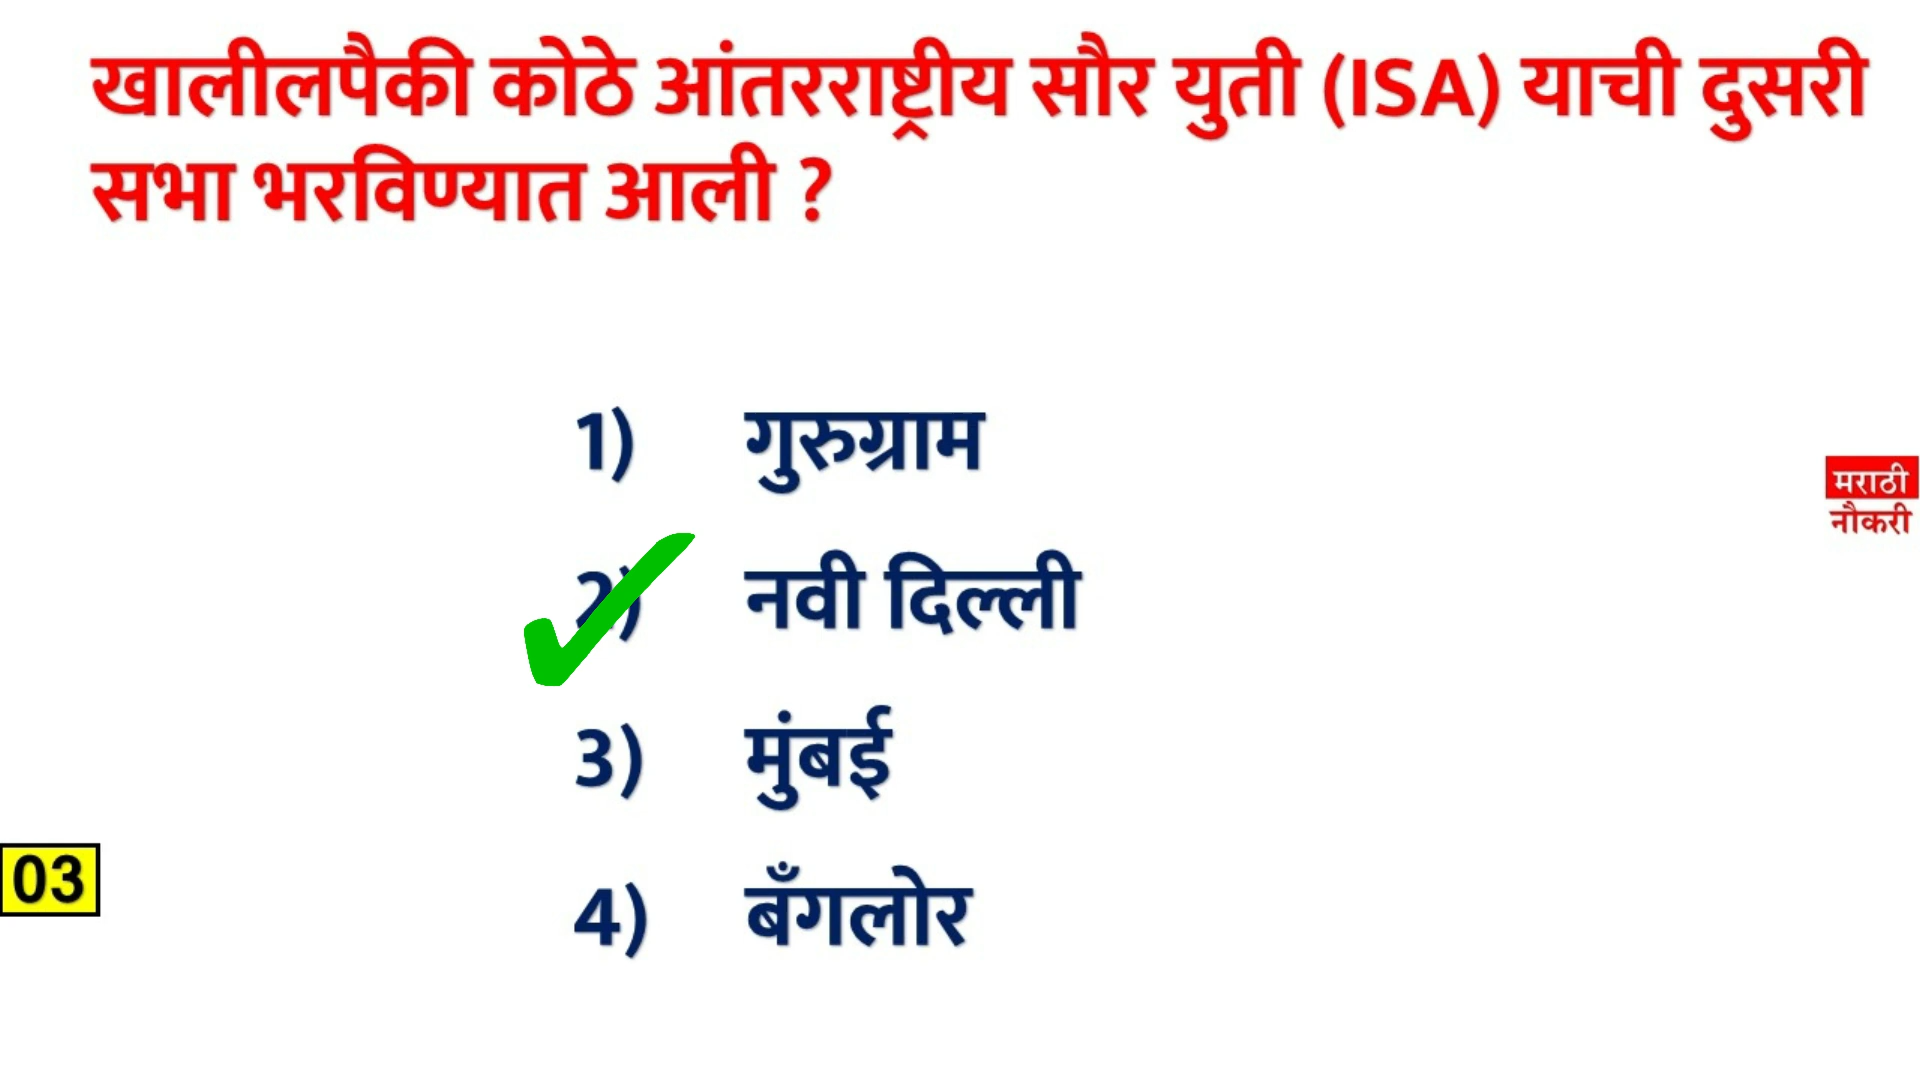 खालीलपैकी कोठे आंतरराष्ट्रीय सौर युती (ISA) याची दुसरी
सभा भरविण्यात आली ?
1) गुरुग्राम
2) नवी दिल्ली
3) मुंबई
4) बँगलोर
मराठी
नौकरी
03